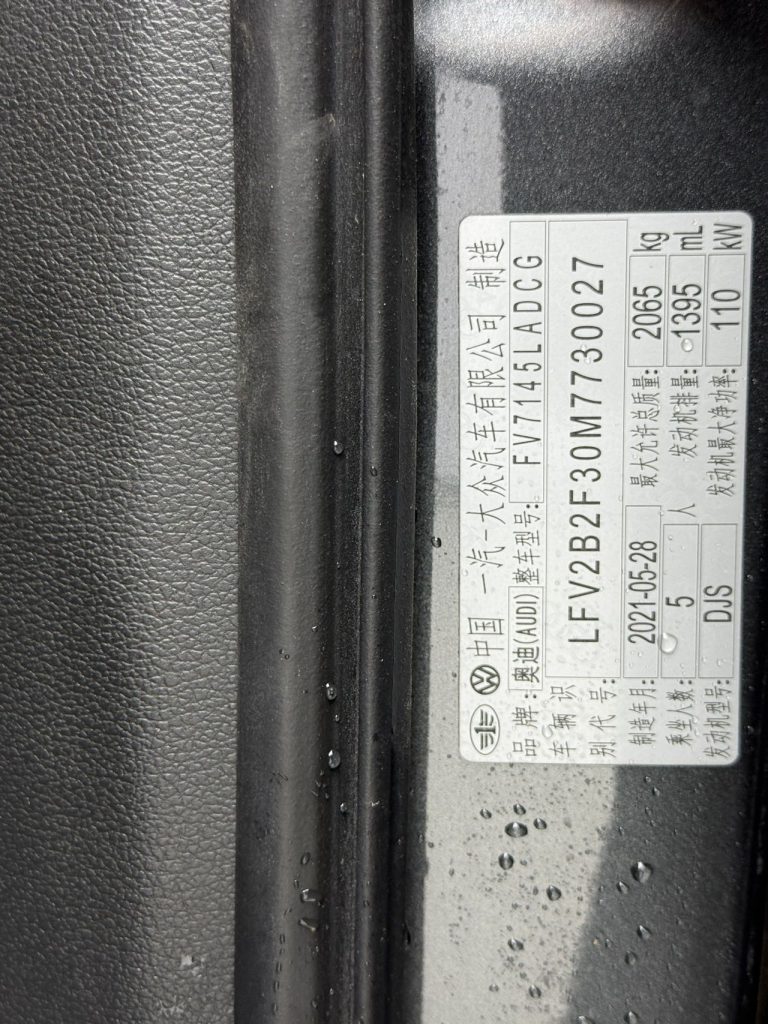 中国 一汽-大众汽车有限公司 制造
品牌: 奥迪(AUDI) 整车型号: FV7145LADCG
车辆识别代号: LFV2B2F30M7730027
制造年月: 2021-05-28 最大允许总质量: 2065 kg
乘坐人数: 5 人 发动机排量: 1395 mL
发动机型号: DJS 发动机最大净功率: 110 kW